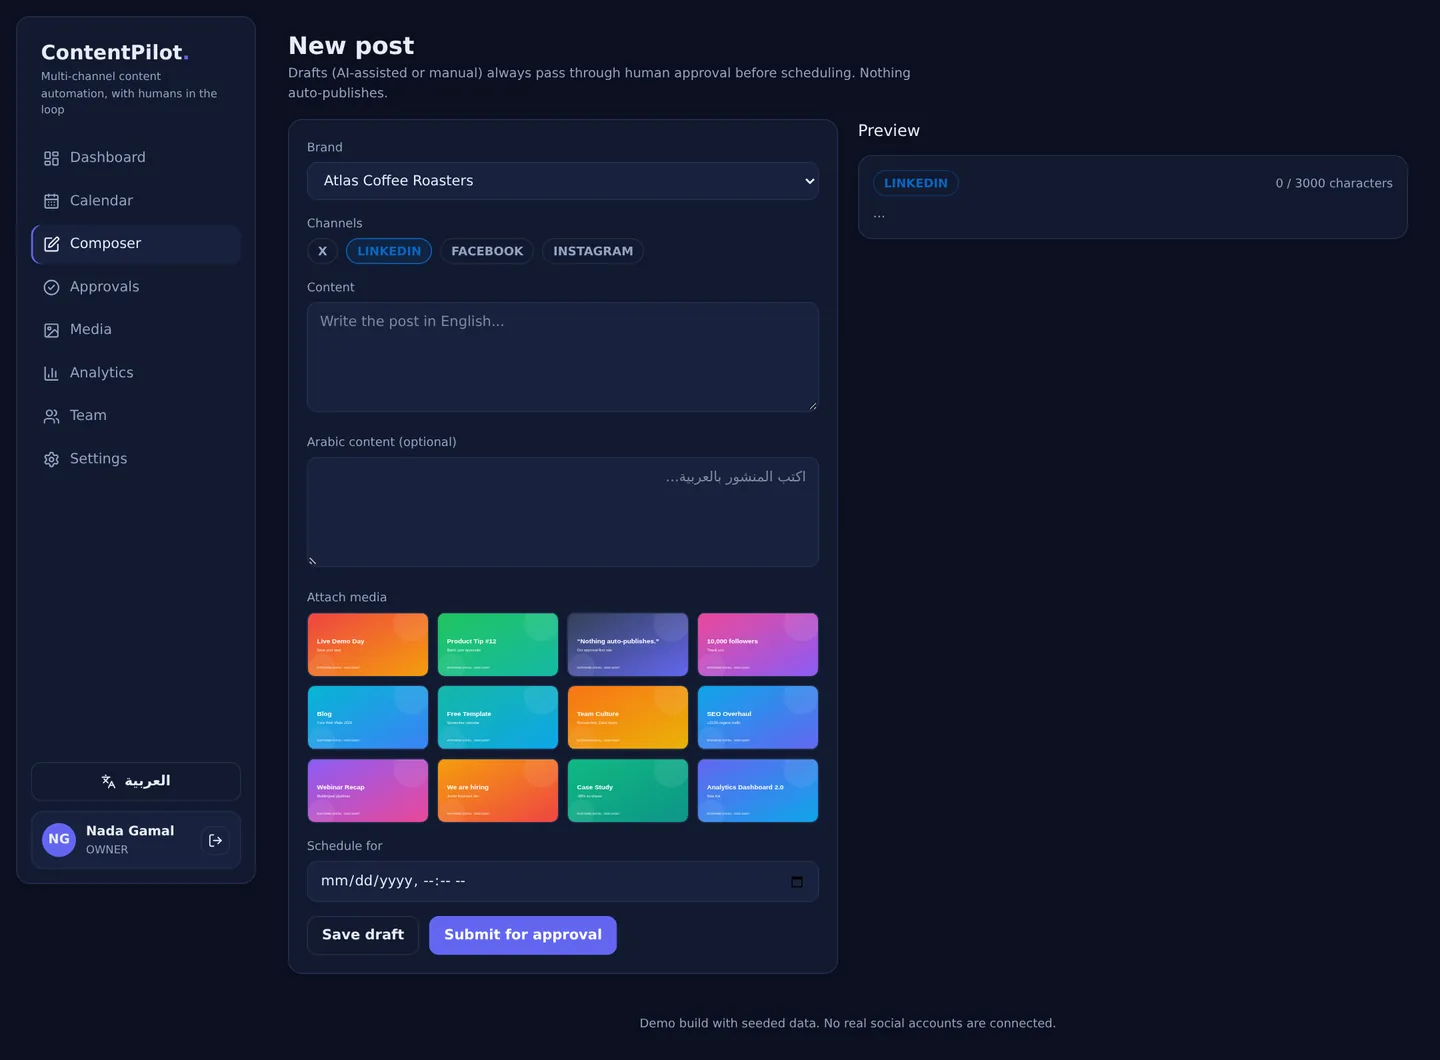 ContentPilot.
Multi-channel content
automation, with humans in the
loop
Dashboard
Calendar
Composer
Approvals
Media
Analytics
Team
Settings
العربية
NG
Nada Gamal
OWNER
New post
Drafts (AI-assisted or manual) always pass through human approval before scheduling. Nothing
auto-publishes.
Brand
Atlas Coffee Roasters
Channels
X LINKEDIN FACEBOOK INSTAGRAM
Content
Write the post in English...
Arabic content (optional)
اكتب المنشور بالعربية...
Attach media
Live Demo Day
Product Tip #12
"Nothing auto-publishes."
Our approval-first rule
10,000 followers
Thank you
Blog
Free Template
Team Culture
SEO Overhaul
Webinar Recap
We are hiring
Case Study
Analytics Dashboard 2.0
Schedule for
mm/dd/yyyy, --:-- --
Save draft
Submit for approval
Preview
LINKEDIN
0 / 3000 characters
...
Demo build with seeded data. No real social accounts are connected.